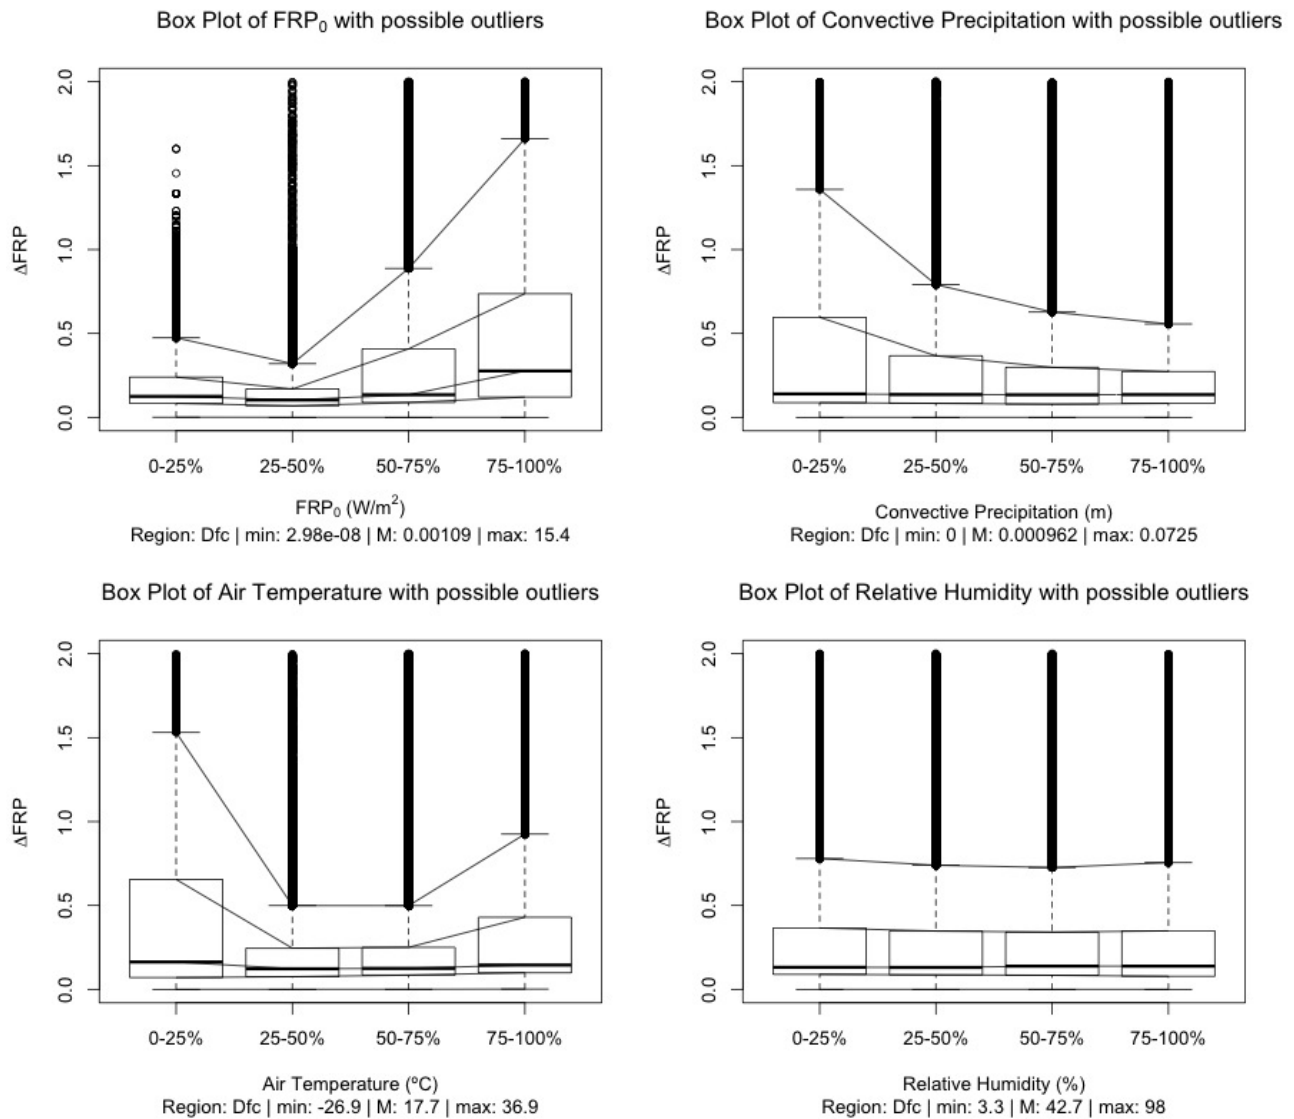 Box Plot of FRP₀ with possible outliers
2.0
1.5
1.0
0.5
0.0
ΔFRP
0-25% 25-50% 50-75% 75-100%
FRP₀ (W/m²)
Region: Dfc | min: 2.98e-08 | M: 0.00109 | max: 15.4
Box Plot of Convective Precipitation with possible outliers
2.0
1.5
1.0
0.5
0.0
ΔFRP
0-25% 25-50% 50-75% 75-100%
Convective Precipitation (m)
Region: Dfc | min: 0 | M: 0.000962 | max: 0.0725
Box Plot of Air Temperature with possible outliers
2.0
1.5
1.0
0.5
0.0
ΔFRP
0-25% 25-50% 50-75% 75-100%
Air Temperature (ºC)
Region: Dfc | min: -26.9 | M: 17.7 | max: 36.9
Box Plot of Relative Humidity with possible outliers
2.0
1.5
1.0
0.5
0.0
ΔFRP
0-25% 25-50% 50-75% 75-100%
Relative Humidity (%)
Region: Dfc | min: 3.3 | M: 42.7 | max: 98